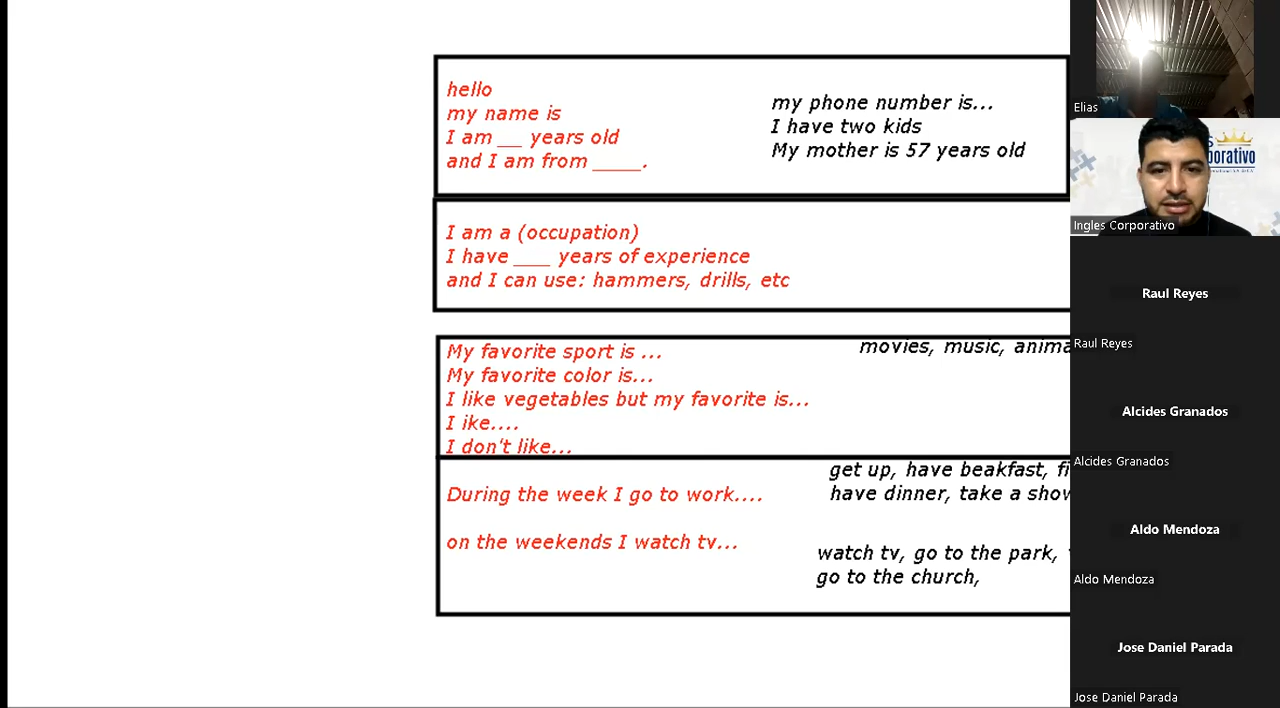 hello
my name is
I am __ years old
and I am from ____.
my phone number is...
I have two kids
My mother is 57 years old
I am a (occupation)
I have ___ years of experience
and I can use: hammers, drills, etc
My favorite sport is ...
My favorite color is...
I like vegetables but my favorite is...
I ike....
I don't like...
movies, music,
During the week I go to work....
on the weekends I watch tv...
get up, have beakfast,
have dinner, take a
watch tv, go to the park,
go to the church,
Elias
Ingles Corporativo
Raul Reyes
Raul Reyes
Alcides Granados
Alcides Granados
Aldo Mendoza
Aldo Mendoza
Jose Daniel Parada
Jose Daniel Parada